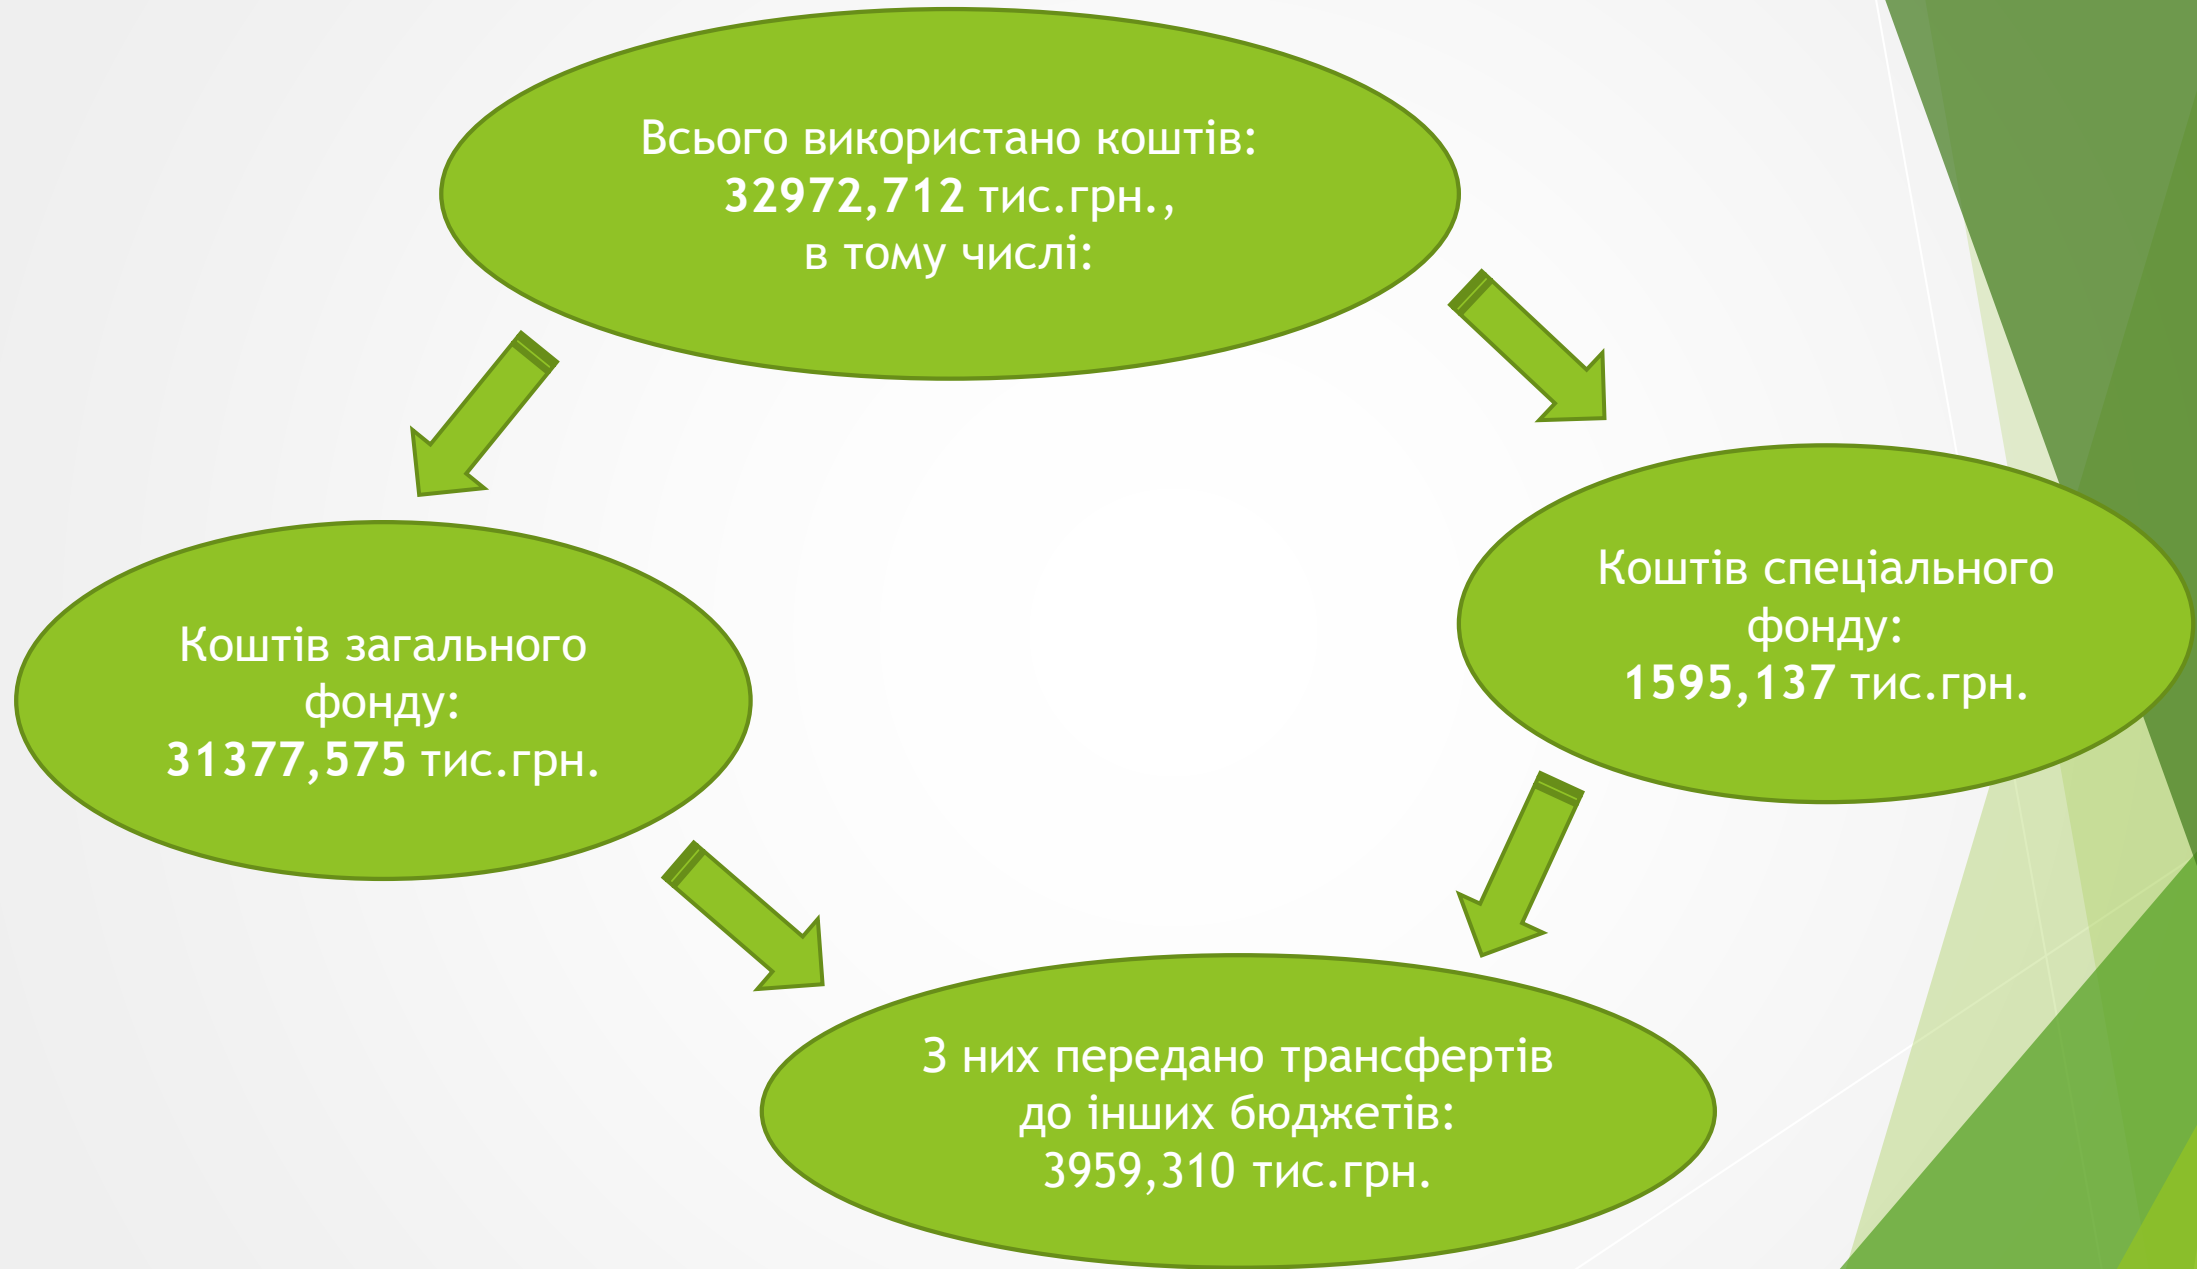 Всього використано коштів:
32972,712 тис.грн.,
в тому числі:
Коштів загального
фонду:
31377,575 тис.грн.
Коштів спеціального
фонду:
1595,137 тис.грн.
З них передано трансфертів
до інших бюджетів:
3959,310 тис.грн.